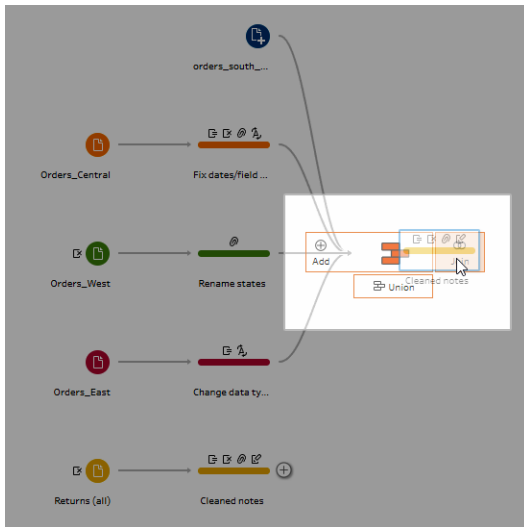 orders_south_...
Orders_Central
Fix dates/field ...
Add
Join
Union
Cleaned notes
Orders_West
Rename states
Orders_East
Change data ty...
Returns (all)
Cleaned notes